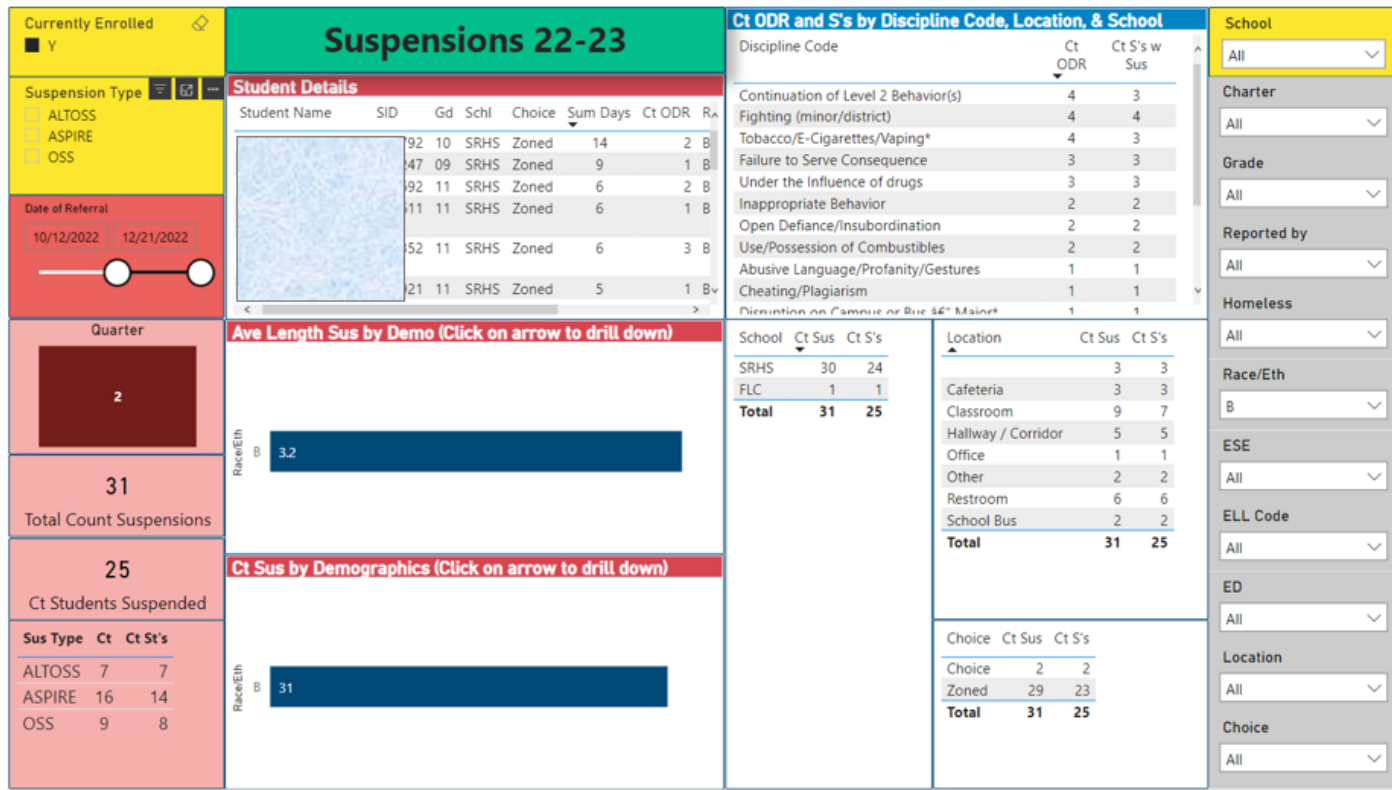 Currently Enrolled
Y
Suspension Type
ALTOSS
ASPIRE
OSS
Date of Referral
10/12/2022 12/21/2022
Quarter
2
31
Total Count Suspensions
25
Ct Students Suspended
Sus Type Ct Ct St's
ALTOSS 7 7
ASPIRE 16 14
OSS 9 8
Suspensions 22-23
Student Details
Student Name SID Gd Schl Choice Sum Days Ct ODR
792 10 SRHS Zoned 14 2 B
247 09 SRHS Zoned 9 1 B
592 11 SRHS Zoned 6 2 B
511 11 SRHS Zoned 6 1 B
352 11 SRHS Zoned 6 3 B
921 11 SRHS Zoned 5 1 B
Ave Length Sus by Demo (Click on arrow to drill down)
Race/Eth
B 3.2
Ct Sus by Demographics (Click on arrow to drill down)
Race/Eth
B 31
Ct ODR and S's by Discipline Code, Location, & School
Discipline Code Ct ODR Ct S's w Sus
Continuation of Level 2 Behavior(s) 4 3
Fighting (minor/district) 4 4
Tobacco/E-Cigarettes/Vaping* 4 3
Failure to Serve Consequence 3 3
Under the Influence of drugs 3 3
Inappropriate Behavior 2 2
Open Defiance/Insubordination 2 2
Use/Possession of Combustibles 2 2
Abusive Language/Profanity/Gestures 1 1
Cheating/Plagiarism 1 1
Disruption on Campus or Bus â€“ Major* 1 1
School Ct Sus Ct S's
SRHS 30 24
FLC 1 1
Total 31 25
Location Ct Sus Ct S's
3 3
Cafeteria 3 3
Classroom 9 7
Hallway / Corridor 5 5
Office 1 1
Other 2 2
Restroom 6 6
School Bus 2 2
Total 31 25
Choice Ct Sus Ct S's
Choice 2 2
Zoned 29 23
Total 31 25
School
All
Charter
All
Grade
All
Reported by
All
Homeless
All
Race/Eth
B
ESE
All
ELL Code
All
ED
All
Location
All
Choice
All